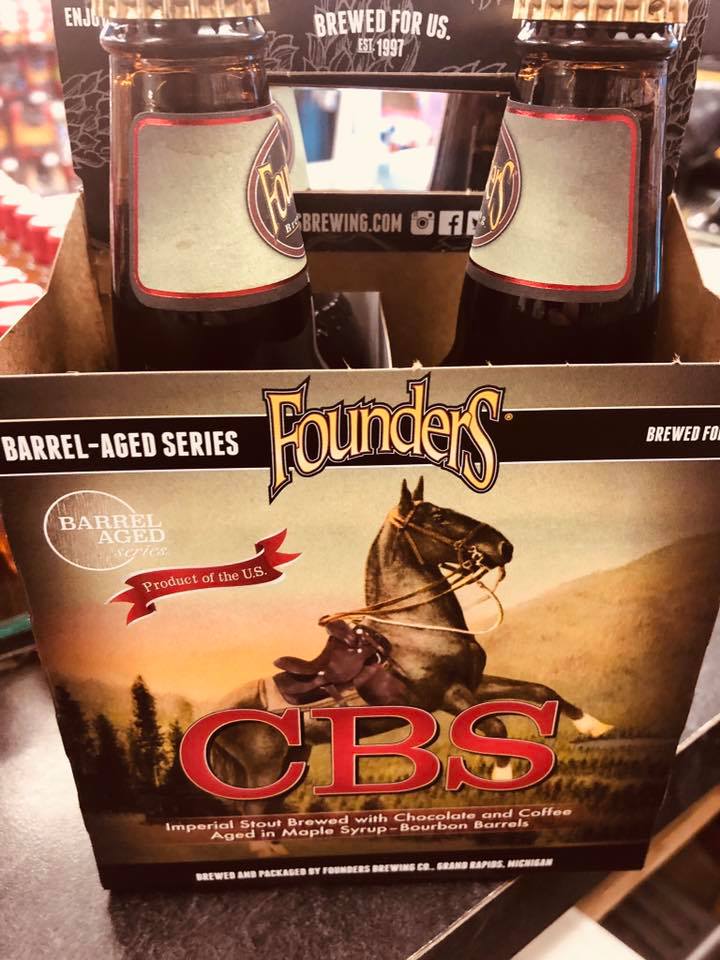 ENJOY
BREWED FOR US.
EST. 1997
BREWING.COM
BARREL-AGED SERIES
Founders
BREWED FO
BARREL
AGED
series
Product of the U.S.
CBS
Imperial Stout Brewed with Chocolate and Coffee
Aged in Maple Syrup-Bourbon Barrels
BREWED AND PACKAGED BY FOUNDERS BREWING CO., GRAND RAPIDS, MICHIGAN